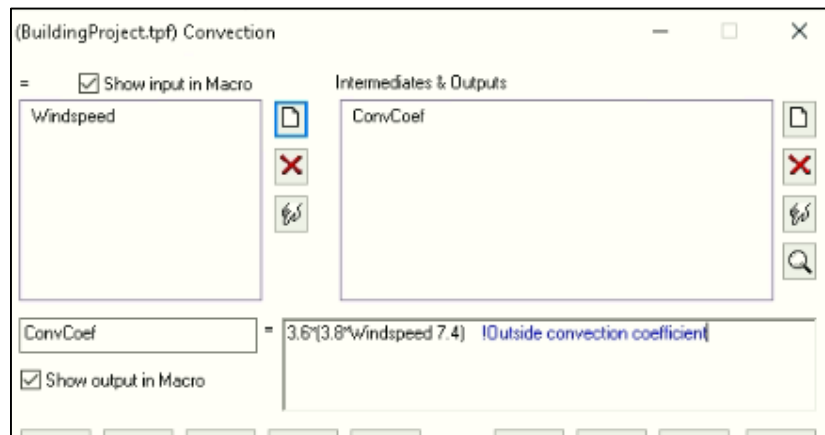 (BuildingProject.tpf) Convection
= Show input in Macro Intermediates & Outputs
Windspeed ConvCoef
ConvCoef = 3.6*(3.8*Windspeed 7.4) !Outside convection coefficient
Show output in Macro